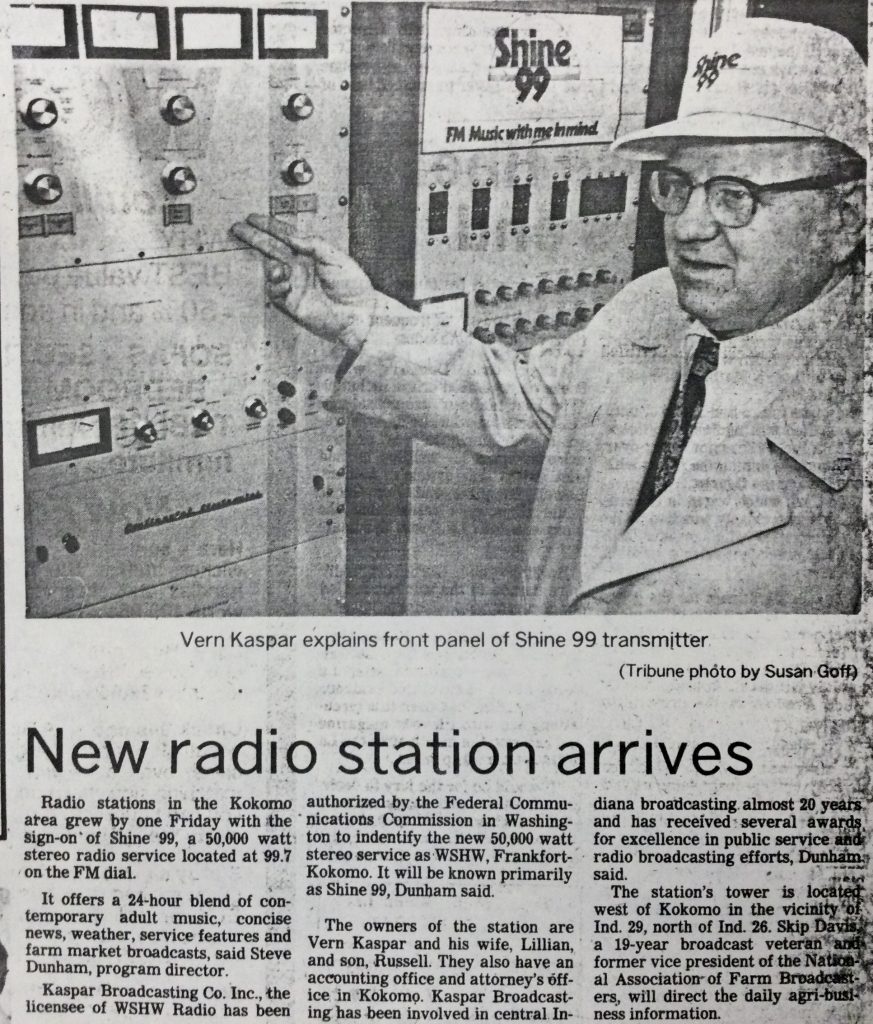 Shine
99
FM Music with me in mind.
Shine
99
Continental Electronics
Vern Kaspar explains front panel of Shine 99 transmitter
(Tribune photo by Susan Goff)
New radio station arrives
Radio stations in the Kokomo
area grew by one Friday with the
sign-on of Shine 99, a 50,000 watt
stereo radio service located at 99.7
on the FM dial.
It offers a 24-hour blend of con-
temporary adult music, concise
news, weather, service features and
farm market broadcasts, said Steve
Dunham, program director.
Kaspar Broadcasting Co. Inc., the
licensee of WSHW Radio has been
authorized by the Federal Commu-
nications Commission in Washing-
ton to indentify the new 50,000 watt
stereo service as WSHW, Frankfort-
Kokomo. It will be known primarily
as Shine 99, Dunham said.
The owners of the station are
Vern Kaspar and his wife, Lillian,
and son, Russell. They also have an
accounting office and attorney's off-
ice in Kokomo. Kaspar Broadcast-
ing has been involved in central In-
diana broadcasting almost 20 years
and has received several awards
for excellence in public service and
radio broadcasting efforts, Dunham
said.
The station's tower is located
west of Kokomo in the vicinity of
Ind. 29, north of Ind. 26. Skip Davis,
a 19-year broadcast veteran and
former vice president of the Nation-
al Association of Farm Broadcast-
ers, will direct the daily agri-busi-
ness information.